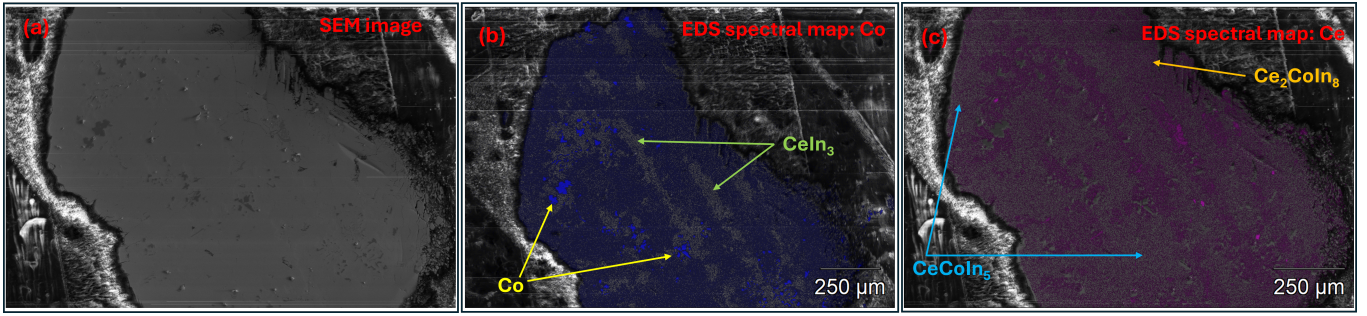 (a)
SEM image
(b)
EDS spectral map: Co
CeIn₃
Co
250 µm
(c)
EDS spectral map: Ce
Ce₂CoIn₈
CeCoIn₅
250 µm